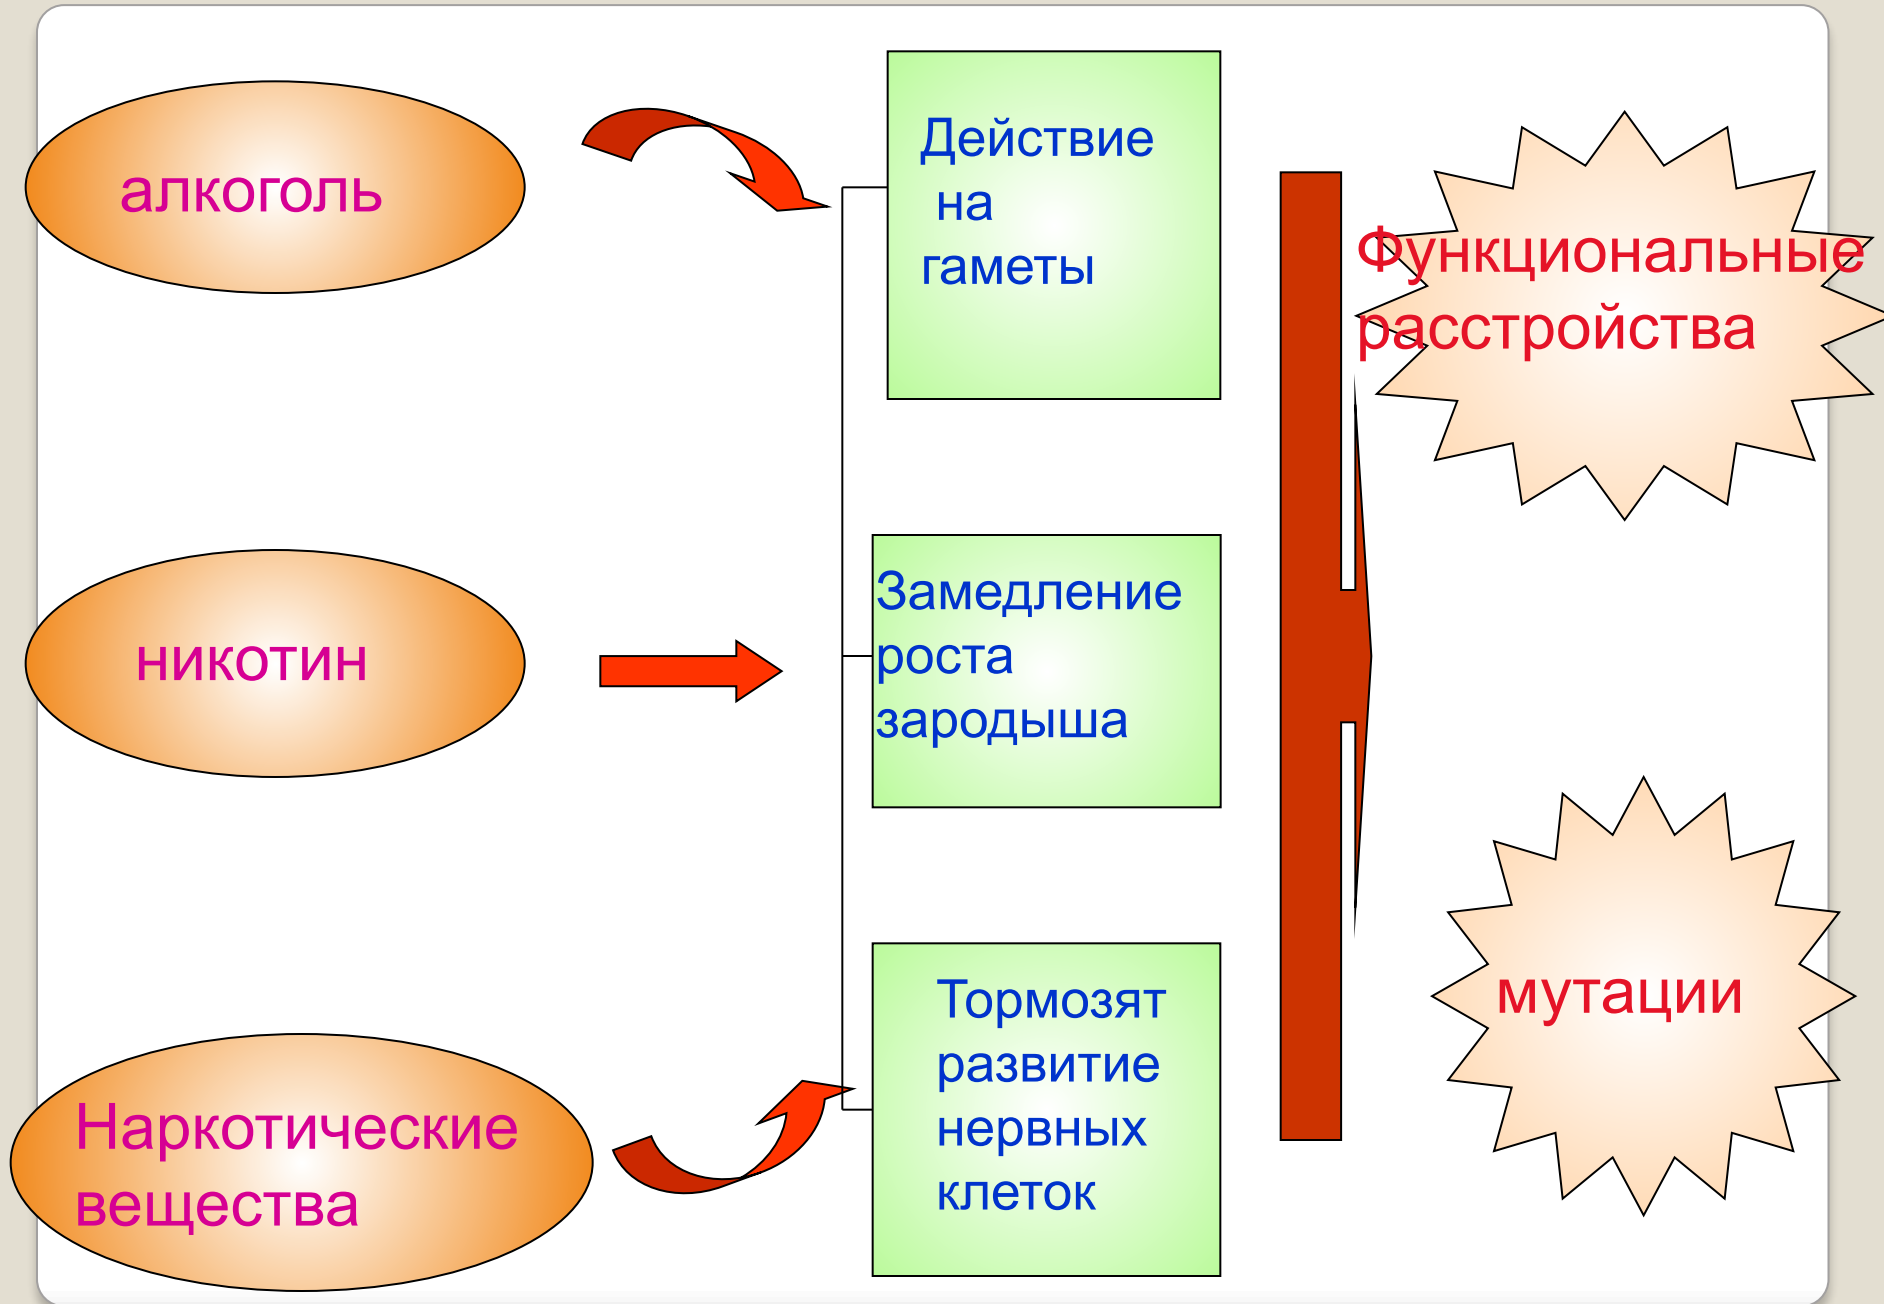 алкоголь
Действие
на
гаметы
Функциональные
расстройства
никотин
Замедление
роста
зародыша
Наркотические
вещества
Тормозят
развитие
нервных
клеток
мутации